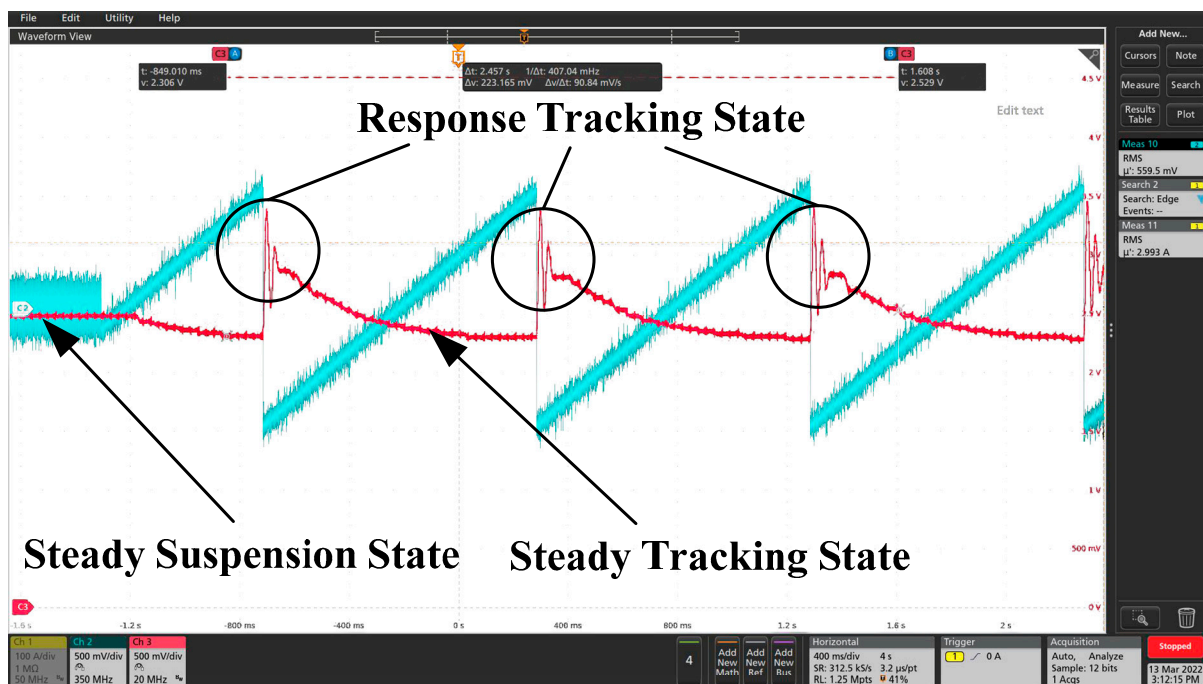 File Edit Utility Help
Waveform View
Add New...
Cursors Note
Measure Search
Results Table Plot
C3 A
t: -849.010 ms
v: 2.306 V
T
Δt: 2.457 s 1/Δt: 407.04 mHz
Δv: 223.165 mV Δv/Δt: 90.84 mV/s
B C3
t: 1.608 s
v: 2.529 V
4.5 V
Edit text
Response Tracking State
4 V
Meas 10 2
RMS
µ': 559.5 mV
Search 2 1
Search: Edge
Events: --
Meas 11 1
RMS
µ': 2.993 A
C2
2 V
1 V
500 mV
Steady Suspension State
Steady Tracking State
C3
0 V
-1.6 s -1.2 s -800 ms -400 ms 0 s 400 ms 800 ms 1.2 s 1.6 s 2 s
Ch 1
100 A/div
1 MΩ
50 MHz
Ch 2
500 mV/div
350 MHz
Ch 3
500 mV/div
20 MHz
4
Add New Math
Add New Ref
Add New Bus
Horizontal
400 ms/div 4 s
SR: 312.5 kS/s 3.2 µs/pt
RL: 1.25 Mpts 41%
Trigger
1 0 A
Acquisition
Auto, Analyze
Sample: 12 bits
1 Acqs
Stopped
13 Mar 2022
3:12:15 PM